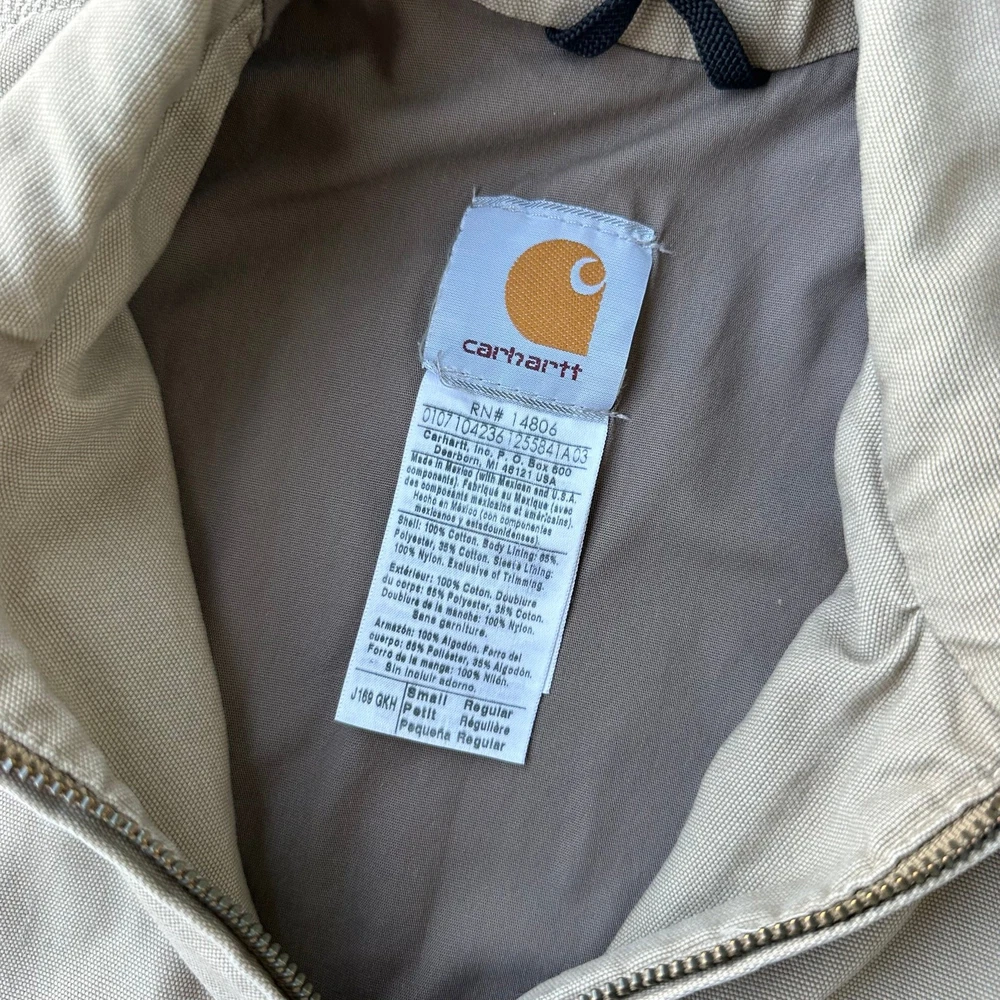 carhartt
RN# 14806
01071042361255841A03
Carhartt, Inc, P. O. Box 600
Dearborn, MI 48121 USA
Made in Mexico (with Mexican and U.S.A.
components). Fabriqué au Mexique (avec
des composants mexicains et américains).
Hecho en México (con componentes
mexicanos y estadounidenses).
Shell: 100% Cotton. Body Lining: 65%
Polyester, 35% Cotton. Sleeve Lining:
100% Nylon. Exclusive of Trimming.
Extérieur: 100% Coton. Doublure
du corps: 65% Polyester, 35% Coton.
Doublure de la manche: 100% Nylon.
Sans garniture.
Armazón: 100% Algodón. Forro del
cuerpo: 65% Poliéster, 35% Algodón.
Forro de la manga: 100% Nilón.
Sin incluir adorno.
J169 GKH Small Regular
Petit Régulière
Pequeña Regular